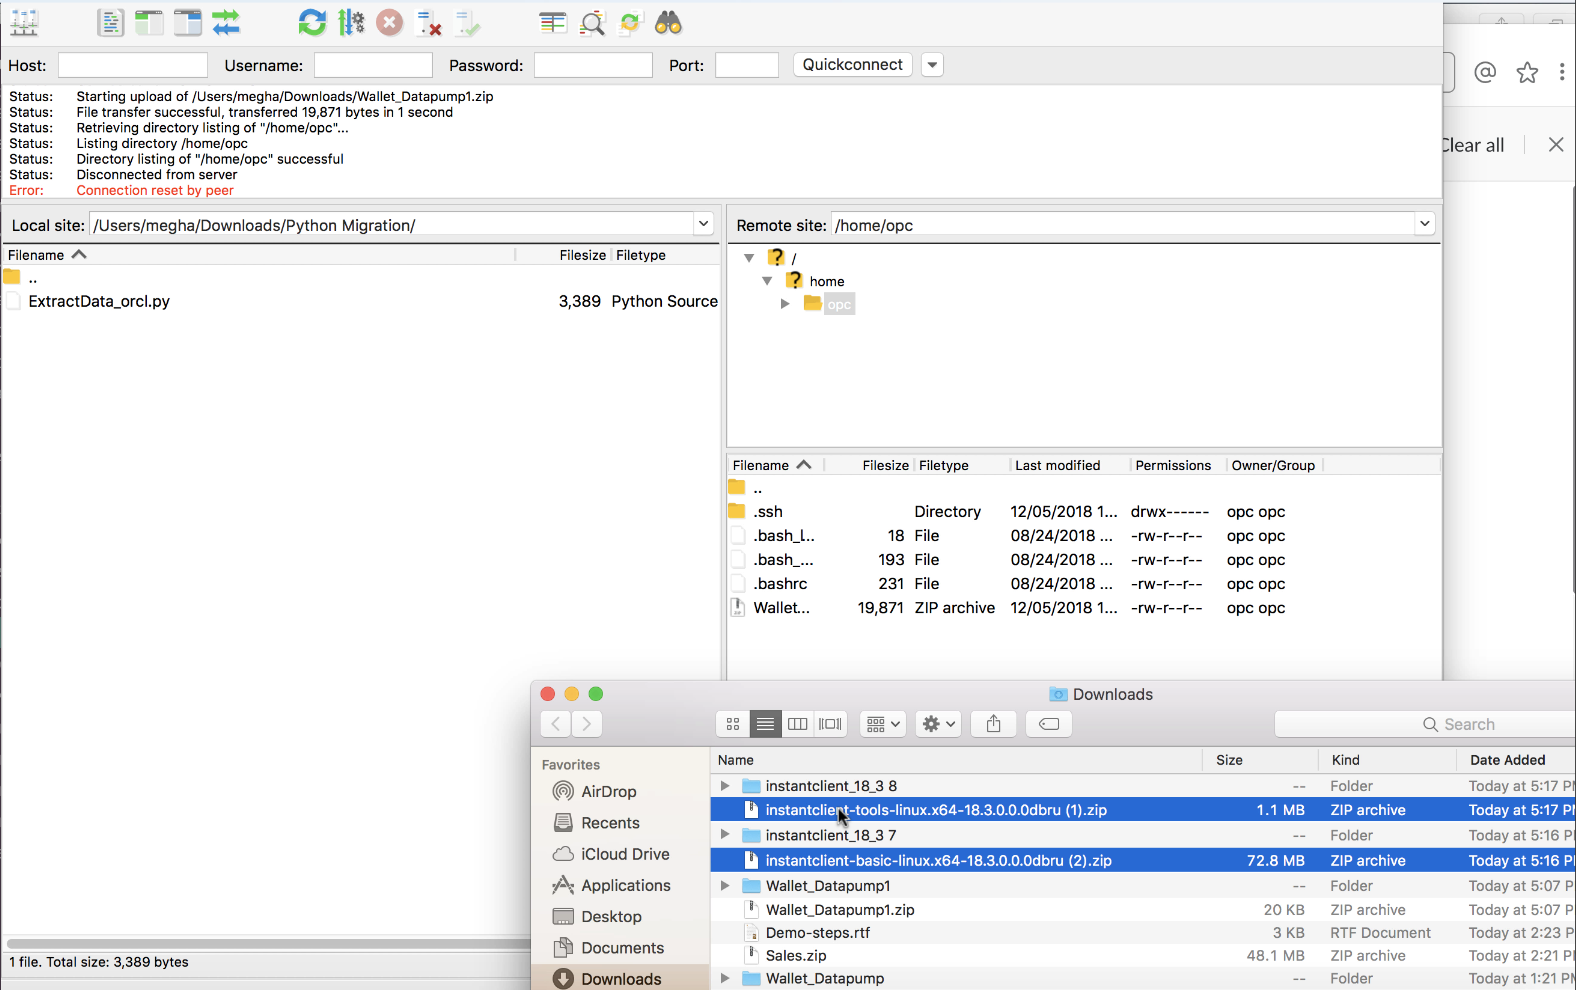 Host: Username: Password: Port: Quickconnect
Status: Starting upload of /Users/megha/Downloads/Wallet_Datapump1.zip
Status: File transfer successful, transferred 19,871 bytes in 1 second
Status: Retrieving directory listing of "/home/opc"...
Status: Listing directory /home/opc
Status: Directory listing of "/home/opc" successful
Status: Disconnected from server
Error: Connection reset by peer
Clear all
Local site: /Users/megha/Downloads/Python Migration/
Filename Filesize Filetype
..
ExtractData_orcl.py 3,389 Python Source
1 file. Total size: 3,389 bytes
Remote site: /home/opc
/
home
opc
Filename Filesize Filetype Last modified Permissions Owner/Group
..
.ssh Directory 12/05/2018 1... drwx------ opc opc
.bash_l... 18 File 08/24/2018 ... -rw-r--r-- opc opc
.bash_... 193 File 08/24/2018 ... -rw-r--r-- opc opc
.bashrc 231 File 08/24/2018 ... -rw-r--r-- opc opc
Wallet... 19,871 ZIP archive 12/05/2018 1... -rw-r--r-- opc opc
Downloads
Search
Favorites
AirDrop
Recents
iCloud Drive
Applications
Desktop
Documents
Downloads
Name Size Kind Date Added
instantclient_18_3 8 -- Folder Today at 5:17 P
instantclient-tools-linux.x64-18.3.0.0.0dbru (1).zip 1.1 MB ZIP archive Today at 5:17 P
instantclient_18_3 7 -- Folder Today at 5:16 P
instantclient-basic-linux.x64-18.3.0.0.0dbru (2).zip 72.8 MB ZIP archive Today at 5:16 P
Wallet_Datapump1 -- Folder Today at 5:07 P
Wallet_Datapump1.zip 20 KB ZIP archive Today at 5:07 P
Demo-steps.rtf 3 KB RTF Document Today at 2:23 P
Sales.zip 48.1 MB ZIP archive Today at 2:21 P
Wallet_Datapump -- Folder Today at 1:21 P